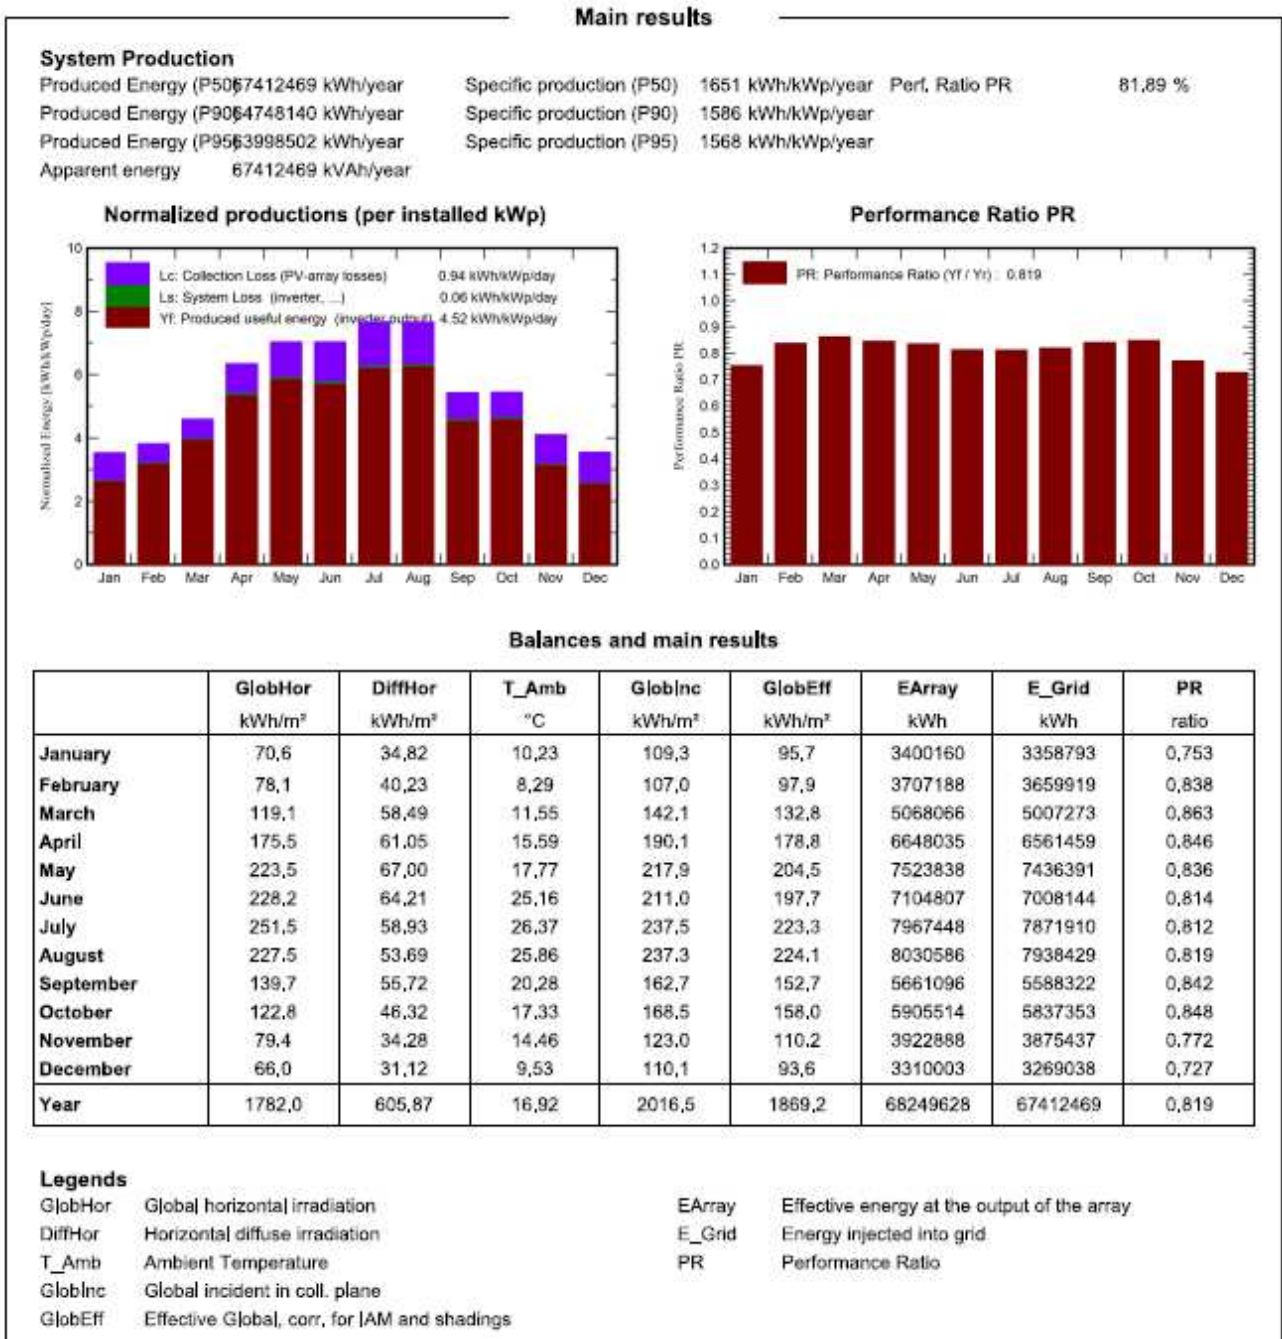 Main results
System Production
Produced Energy (P50) 67412469 kWh/year Specific production (P50) 1651 kWh/kWp/year Perf. Ratio PR 81.89 %
Produced Energy (P90) 64748140 kWh/year Specific production (P90) 1586 kWh/kWp/year
Produced Energy (P95) 63998502 kWh/year Specific production (P95) 1568 kWh/kWp/year
Apparent energy 67412469 kVAh/year
Normalized productions (per installed kWp)
Normalized Energy [kWh/kWp/day]
10
8
6
4
2
0
Lc: Collection Loss (PV-array losses) 0.94 kWh/kWp/day
Ls: System Loss (inverter, ...) 0.06 kWh/kWp/day
Yf: Produced useful energy (inverter output) 4.52 kWh/kWp/day
Jan Feb Mar Apr May Jun Jul Aug Sep Oct Nov Dec
Performance Ratio PR
Performance Ratio PR
1.2
1.1
1.0
0.9
0.8
0.7
0.6
0.5
0.4
0.3
0.2
0.1
0.0
PR: Performance Ratio (Yf / Yr) : 0.819
Jan Feb Mar Apr May Jun Jul Aug Sep Oct Nov Dec
Balances and main results
GlobHor DiffHor T_Amb GlobInc GlobEff EArray E_Grid PR
kWh/m² kWh/m² °C kWh/m² kWh/m² kWh kWh ratio
January 70.6 34.82 10.23 109.3 95.7 3400160 3358793 0.753
February 78.1 40.23 8.29 107.0 97.9 3707188 3659919 0.838
March 119.1 58.49 11.55 142.1 132.8 5068066 5007273 0.863
April 175.5 61.05 15.59 190.1 178.8 6648035 6561459 0.846
May 223.5 67.00 17.77 217.9 204.5 7523838 7436391 0.836
June 228.2 64.21 25.16 211.0 197.7 7104807 7008144 0.814
July 251.5 58.93 26.37 237.5 223.3 7967448 7871910 0.812
August 227.5 53.69 25.86 237.3 224.1 8030586 7938429 0.819
September 139.7 55.72 20.28 162.7 152.7 5661096 5588322 0.842
October 122.8 46.32 17.33 168.5 158.0 5905514 5837353 0.848
November 79.4 34.28 14.46 123.0 110.2 3922888 3875437 0.772
December 66.0 31.12 9.53 110.1 93.6 3310003 3269038 0.727
Year 1782.0 605.87 16.92 2016.5 1869.2 68249628 67412469 0.819
Legends
GlobHor Global horizontal irradiation EArray Effective energy at the output of the array
DiffHor Horizontal diffuse irradiation E_Grid Energy injected into grid
T_Amb Ambient Temperature PR Performance Ratio
GlobInc Global incident in coll. plane
GlobEff Effective Global, corr. for IAM and shadings